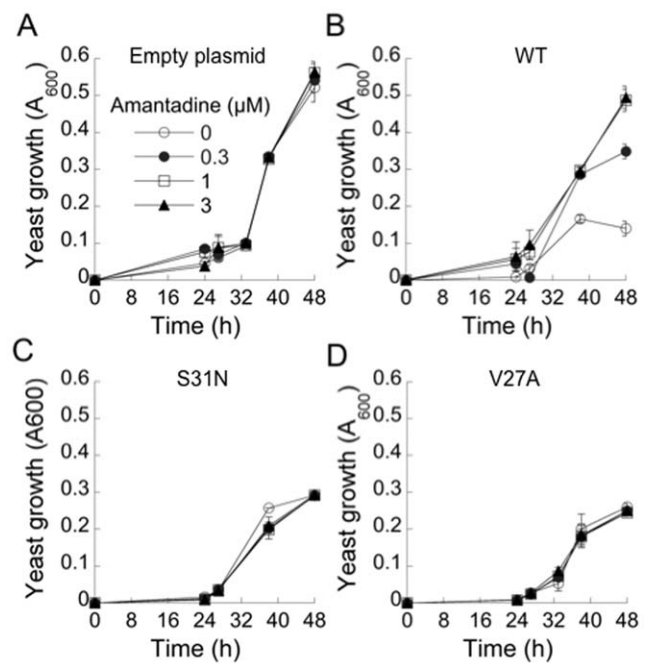 A
Empty plasmid
Yeast growth (A600)
0.6
0.5
0.4
0.3
0.2
0.1
0
Amantadine (µM)
0
0.3
1
3
0 8 16 24 32 40 48
Time (h)
B
WT
Yeast growth (A600)
0.6
0.5
0.4
0.3
0.2
0.1
0
0 8 16 24 32 40 48
Time (h)
C
S31N
Yeast growth (A600)
0.6
0.5
0.4
0.3
0.2
0.1
0
0 8 16 24 32 40 48
Time (h)
D
V27A
Yeast growth (A600)
0.6
0.5
0.4
0.3
0.2
0.1
0
0 8 16 24 32 40 48
Time (h)